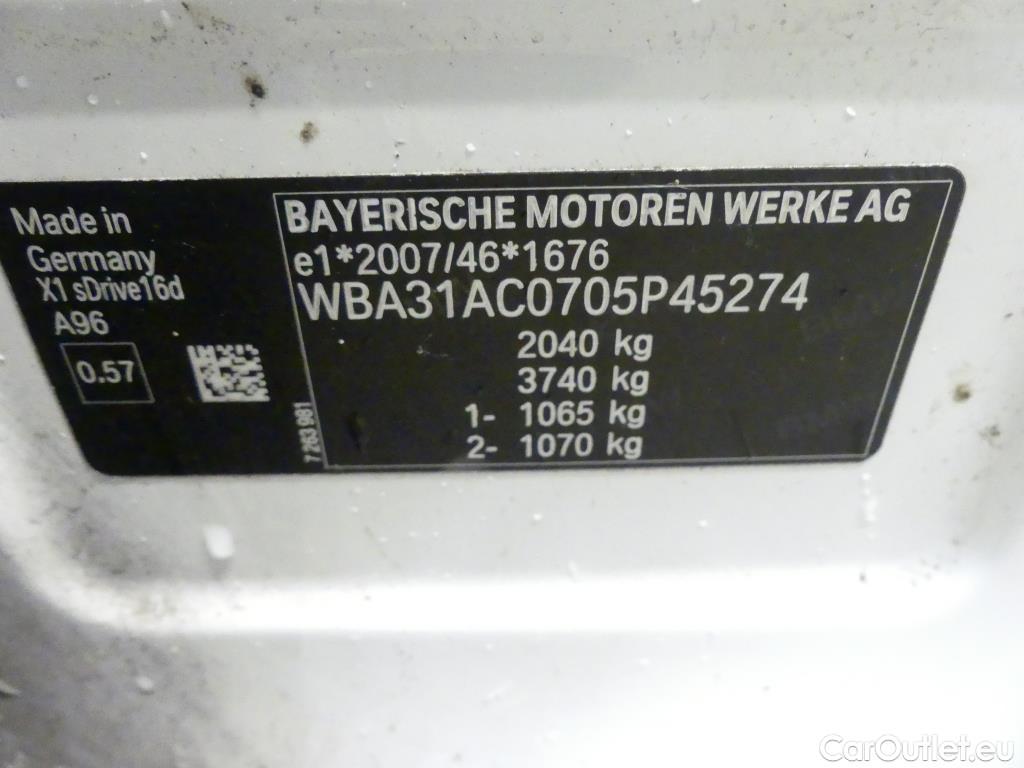 Made in
Germany
X1 sDrive16d
A96
0.57
BAYERISCHE MOTOREN WERKE AG
e1*2007/46*1676
WBA31AC0705P45274
2040 kg
3740 kg
1- 1065 kg
2- 1070 kg
7 263 981
CarOutlet.eu